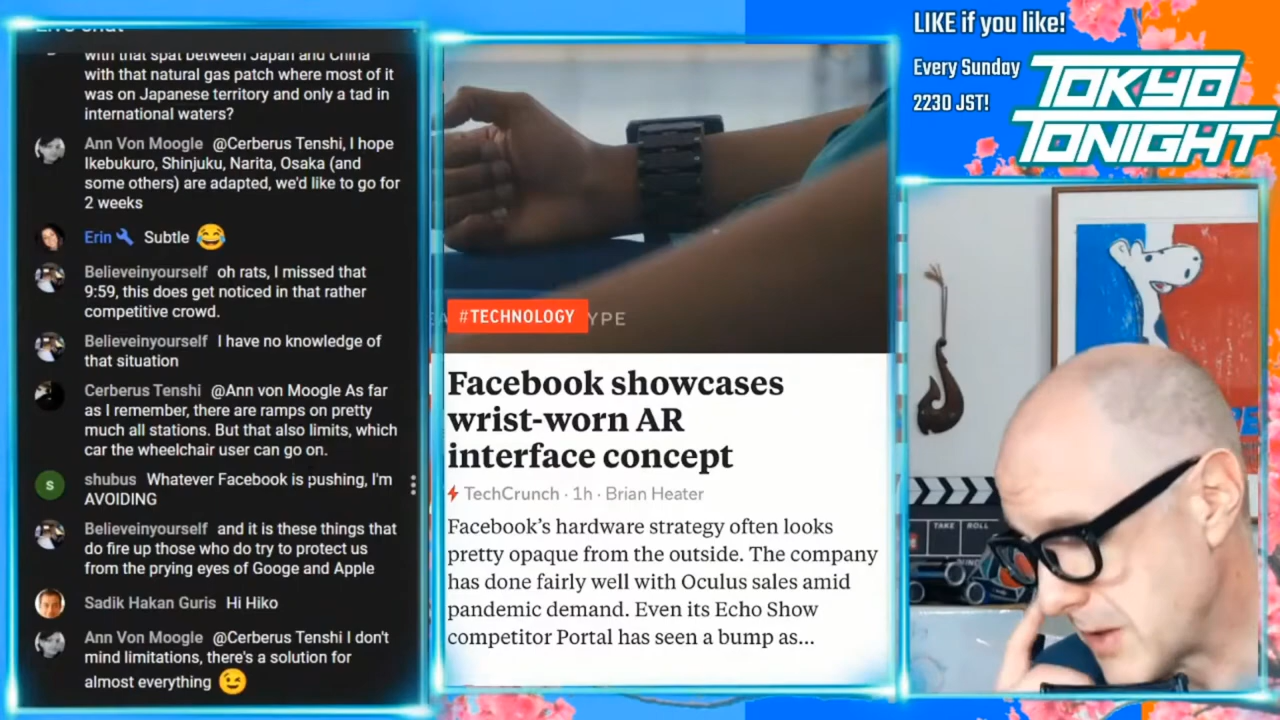 Live chat
with that spat between Japan and China
with that natural gas patch where most of it
was on Japanese territory and only a tad in
international waters?
Ann Von Moogle @Cerberus Tenshi, I hope
Ikebukuro, Shinjuku, Narita, Osaka (and
some others) are adapted, we'd like to go for
2 weeks
Erin Subtle
Believeinyourself oh rats, I missed that
9:59, this does get noticed in that rather
competitive crowd.
Believeinyourself I have no knowledge of
that situation
Cerberus Tenshi @Ann von Moogle As far
as I remember, there are ramps on pretty
much all stations. But that also limits, which
car the wheelchair user can go on.
S
shubus Whatever Facebook is pushing, I'm
AVOIDING
Believeinyourself and it is these things that
do fire up those who do try to protect us
from the prying eyes of Googe and Apple
Sadik Hakan Guris Hi Hiko
Ann Von Moogle @Cerberus Tenshi I don't
mind limitations, there's a solution for
almost everything
#TECHNOLOGY
YPE
Facebook showcases
wrist-worn AR
interface concept
TechCrunch · 1h · Brian Heater
Facebook's hardware strategy often looks
pretty opaque from the outside. The company
has done fairly well with Oculus sales amid
pandemic demand. Even its Echo Show
competitor Portal has seen a bump as...
LIKE if you like!
Every Sunday
2230 JST!
TOKYO
TONIGHT
TAKE ROLL